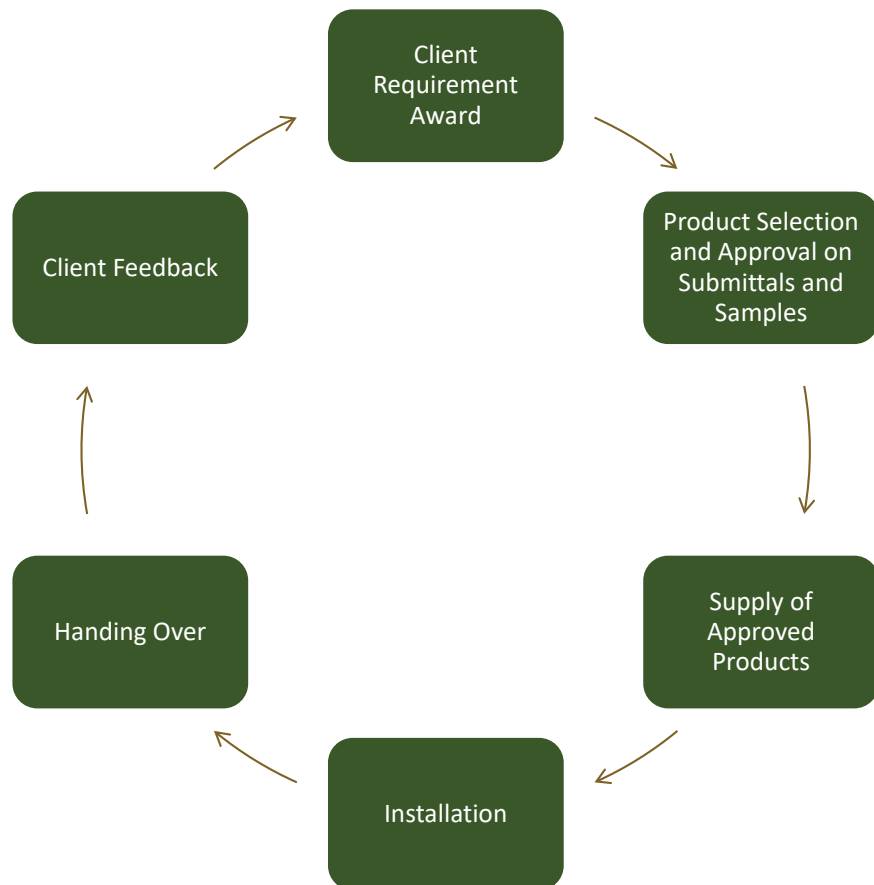 Client
Requirement
Award
Product Selection
and Approval on
Submittals and
Samples
Supply of
Approved
Products
Installation
Handing Over
Client Feedback